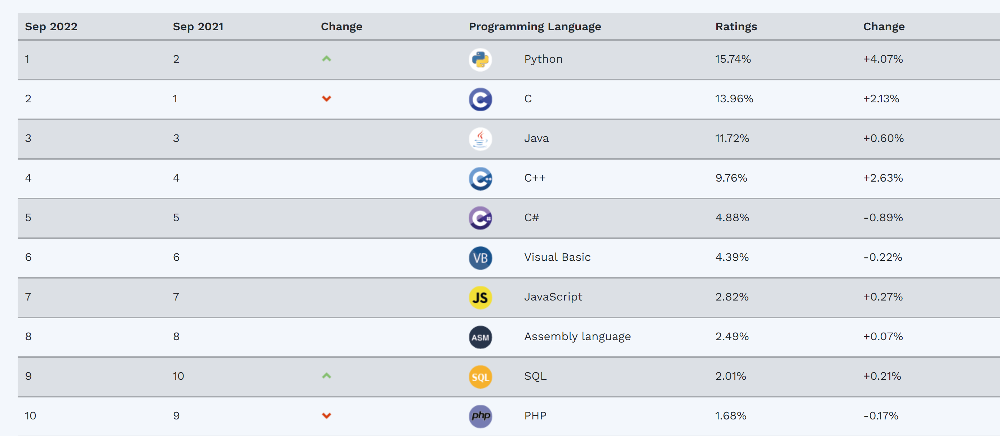 Sep 2022 Sep 2021 Change Programming Language Ratings Change
1 2 Python 15.74% +4.07%
2 1 C C 13.96% +2.13%
3 3 Java 11.72% +0.60%
4 4 C++ C++ 9.76% +2.63%
5 5 C# C# 4.88% -0.89%
6 6 VB Visual Basic 4.39% -0.22%
7 7 JS JavaScript 2.82% +0.27%
8 8 ASM Assembly language 2.49% +0.07%
9 10 SQL SQL 2.01% +0.21%
10 9 php PHP 1.68% -0.17%